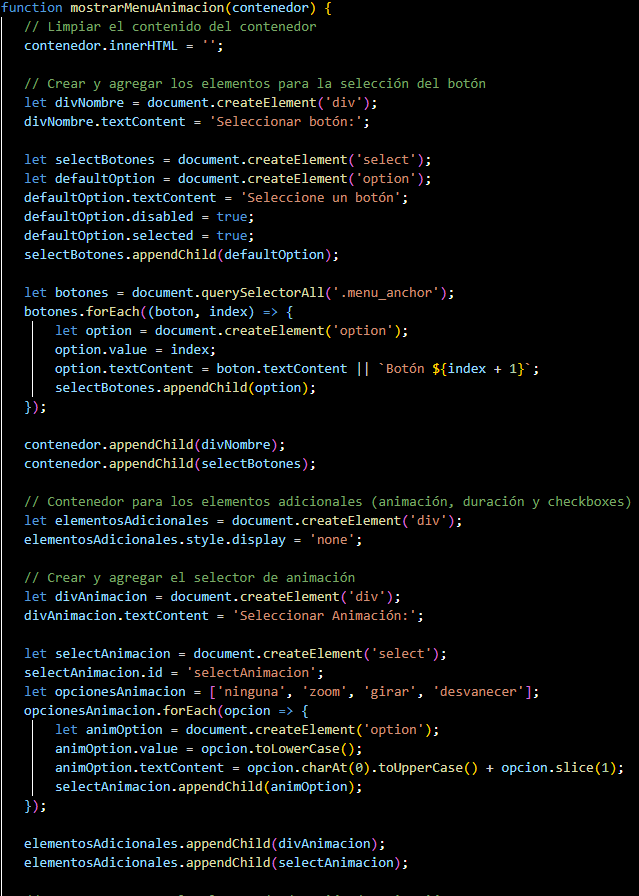 function mostrarMenuAnimacion(contenedor) {
// Limpiar el contenido del contenedor
contenedor.innerHTML = '';
// Crear y agregar los elementos para la selección del botón
let divNombre = document.createElement('div');
divNombre.textContent = 'Seleccionar botón:';
let selectBotones = document.createElement('select');
let defaultOption = document.createElement('option');
defaultOption.textContent = 'Seleccione un botón';
defaultOption.disabled = true;
defaultOption.selected = true;
selectBotones.appendChild(defaultOption);
let botones = document.querySelectorAll('.menu_anchor');
botones.forEach((boton, index) => {
let option = document.createElement('option');
option.value = index;
option.textContent = boton.textContent || `Botón ${index + 1}`;
selectBotones.appendChild(option);
});
contenedor.appendChild(divNombre);
contenedor.appendChild(selectBotones);
// Contenedor para los elementos adicionales (animación, duración y checkboxes)
let elementosAdicionales = document.createElement('div');
elementosAdicionales.style.display = 'none';
// Crear y agregar el selector de animación
let divAnimacion = document.createElement('div');
divAnimacion.textContent = 'Seleccionar Animación:';
let selectAnimacion = document.createElement('select');
selectAnimacion.id = 'selectAnimacion';
let opcionesAnimacion = ['ninguna', 'zoom', 'girar', 'desvanecer'];
opcionesAnimacion.forEach(opcion => {
let animOption = document.createElement('option');
animOption.value = opcion.toLowerCase();
animOption.textContent = opcion.charAt(0).toUpperCase() + opcion.slice(1);
selectAnimacion.appendChild(animOption);
});
elementosAdicionales.appendChild(divAnimacion);
elementosAdicionales.appendChild(selectAnimacion);